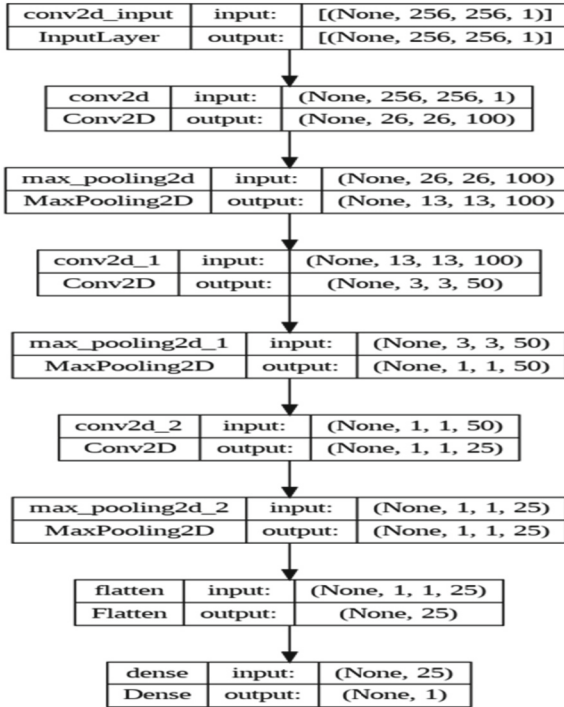 conv2d_input input: [(None, 256, 256, 1)]
InputLayer output: [(None, 256, 256, 1)]
conv2d input: (None, 256, 256, 1)
Conv2D output: (None, 26, 26, 100)
max_pooling2d input: (None, 26, 26, 100)
MaxPooling2D output: (None, 13, 13, 100)
conv2d_1 input: (None, 13, 13, 100)
Conv2D output: (None, 3, 3, 50)
max_pooling2d_1 input: (None, 3, 3, 50)
MaxPooling2D output: (None, 1, 1, 50)
conv2d_2 input: (None, 1, 1, 50)
Conv2D output: (None, 1, 1, 25)
max_pooling2d_2 input: (None, 1, 1, 25)
MaxPooling2D output: (None, 1, 1, 25)
flatten input: (None, 1, 1, 25)
Flatten output: (None, 25)
dense input: (None, 25)
Dense output: (None, 1)